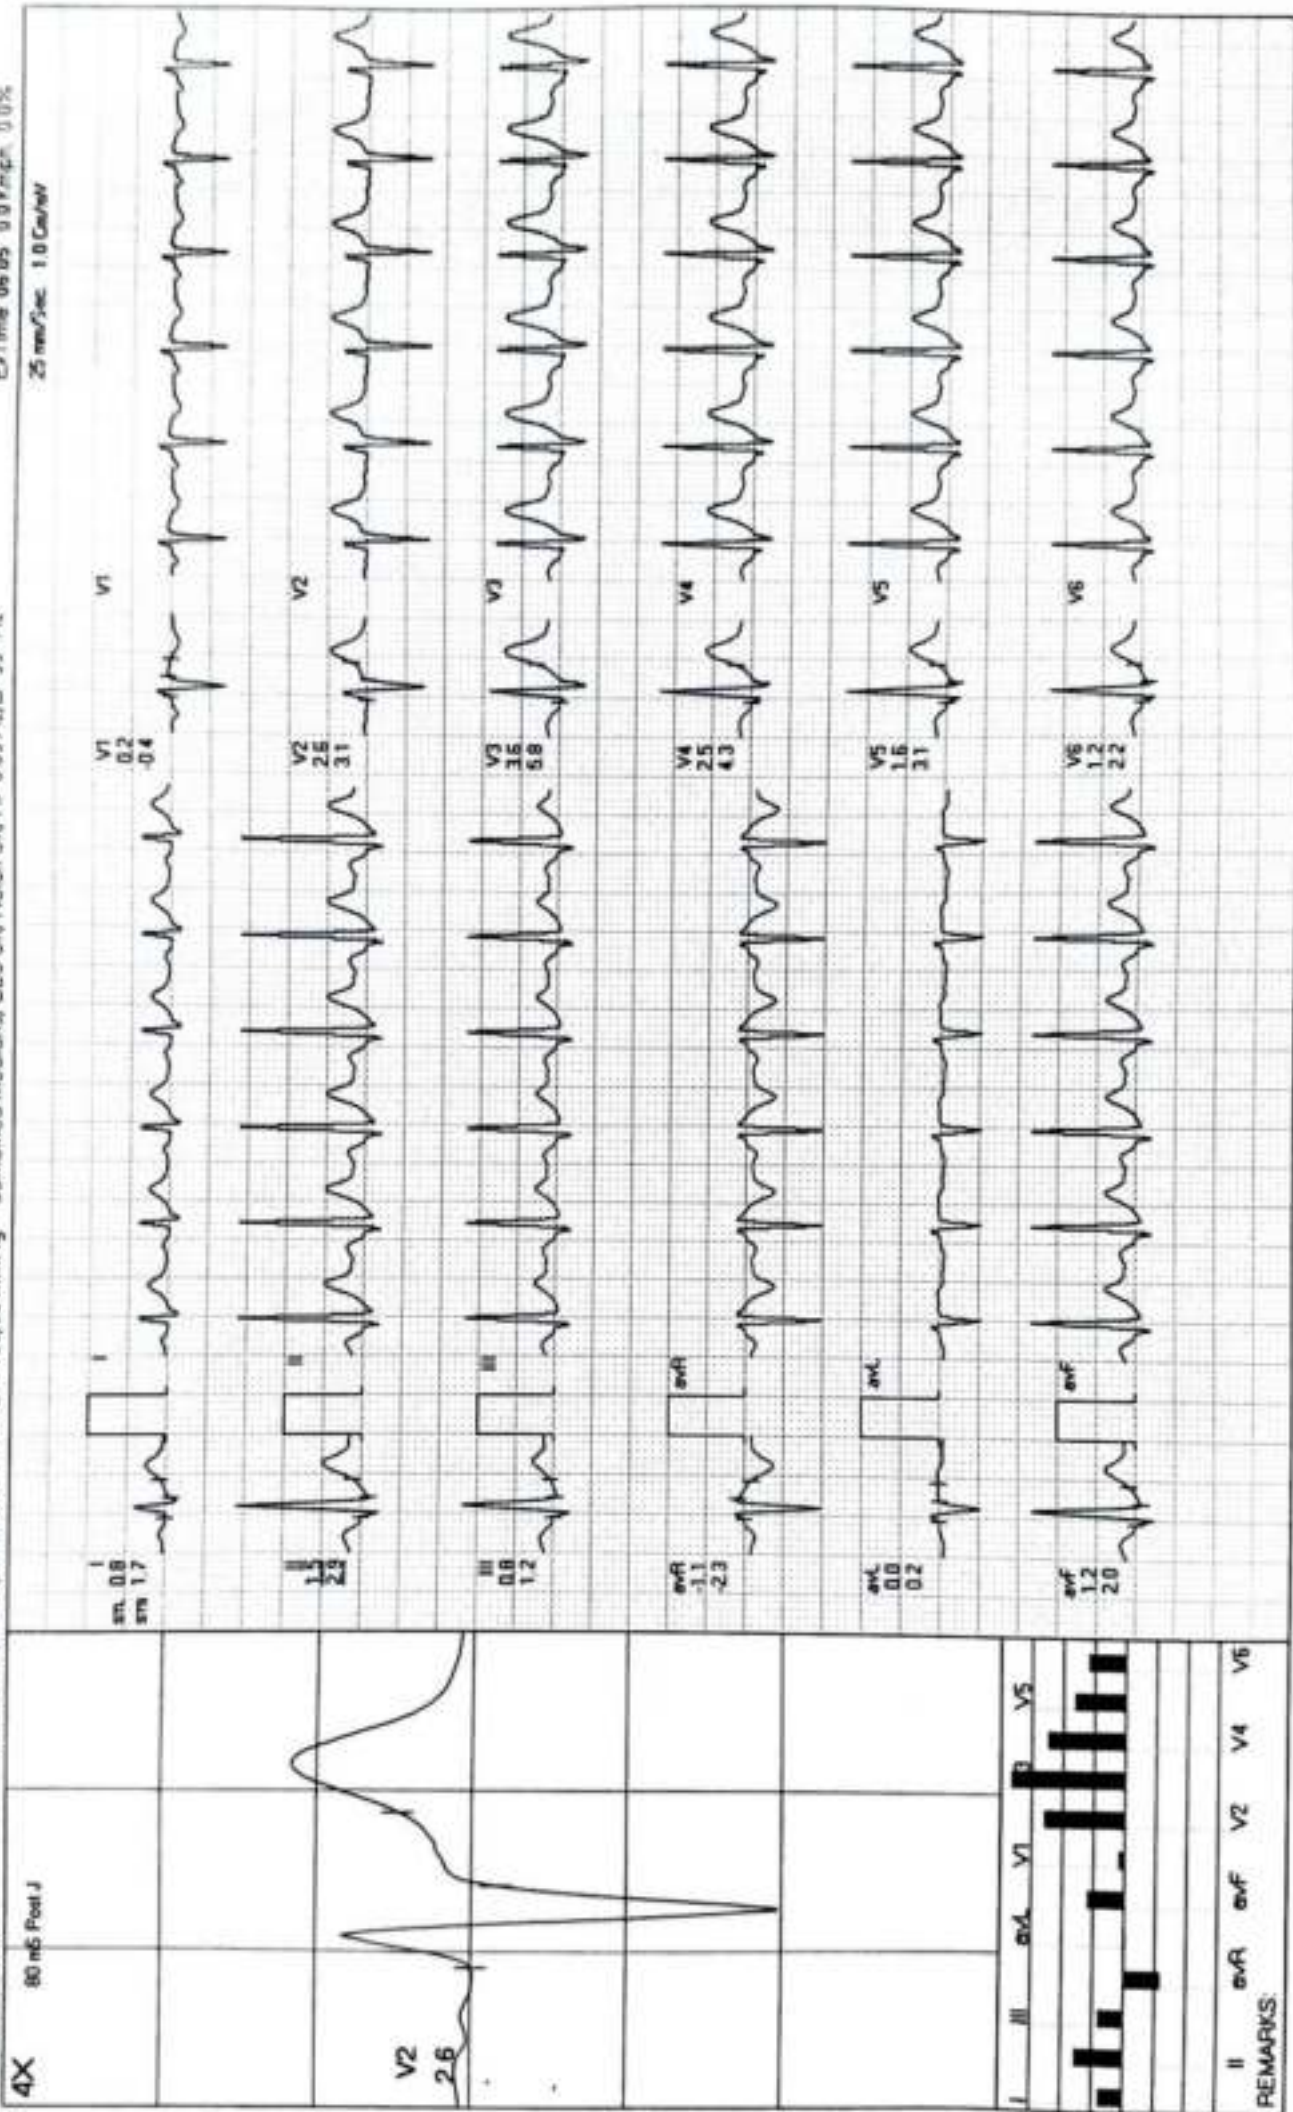 25 mm/Sec. 1.0 Cm/mV
4X
80 mS Post J
V2
2.6
I
STL 0.8
STS 1.7
I
V1
0.2
-0.4
V1
II
2.9
II
V2
2.6
3.1
V2
III
0.8
1.2
III
V3
3.6
5.8
V3
avR
-1.1
-2.3
avR
V4
2.5
4.3
V4
avL
0.0
0.2
avL
V5
1.6
3.1
V5
avF
1.2
2.0
avF
V6
1.2
2.2
V6
I III avL V1 V5
II avR avF V2 V4 V6
REMARKS: